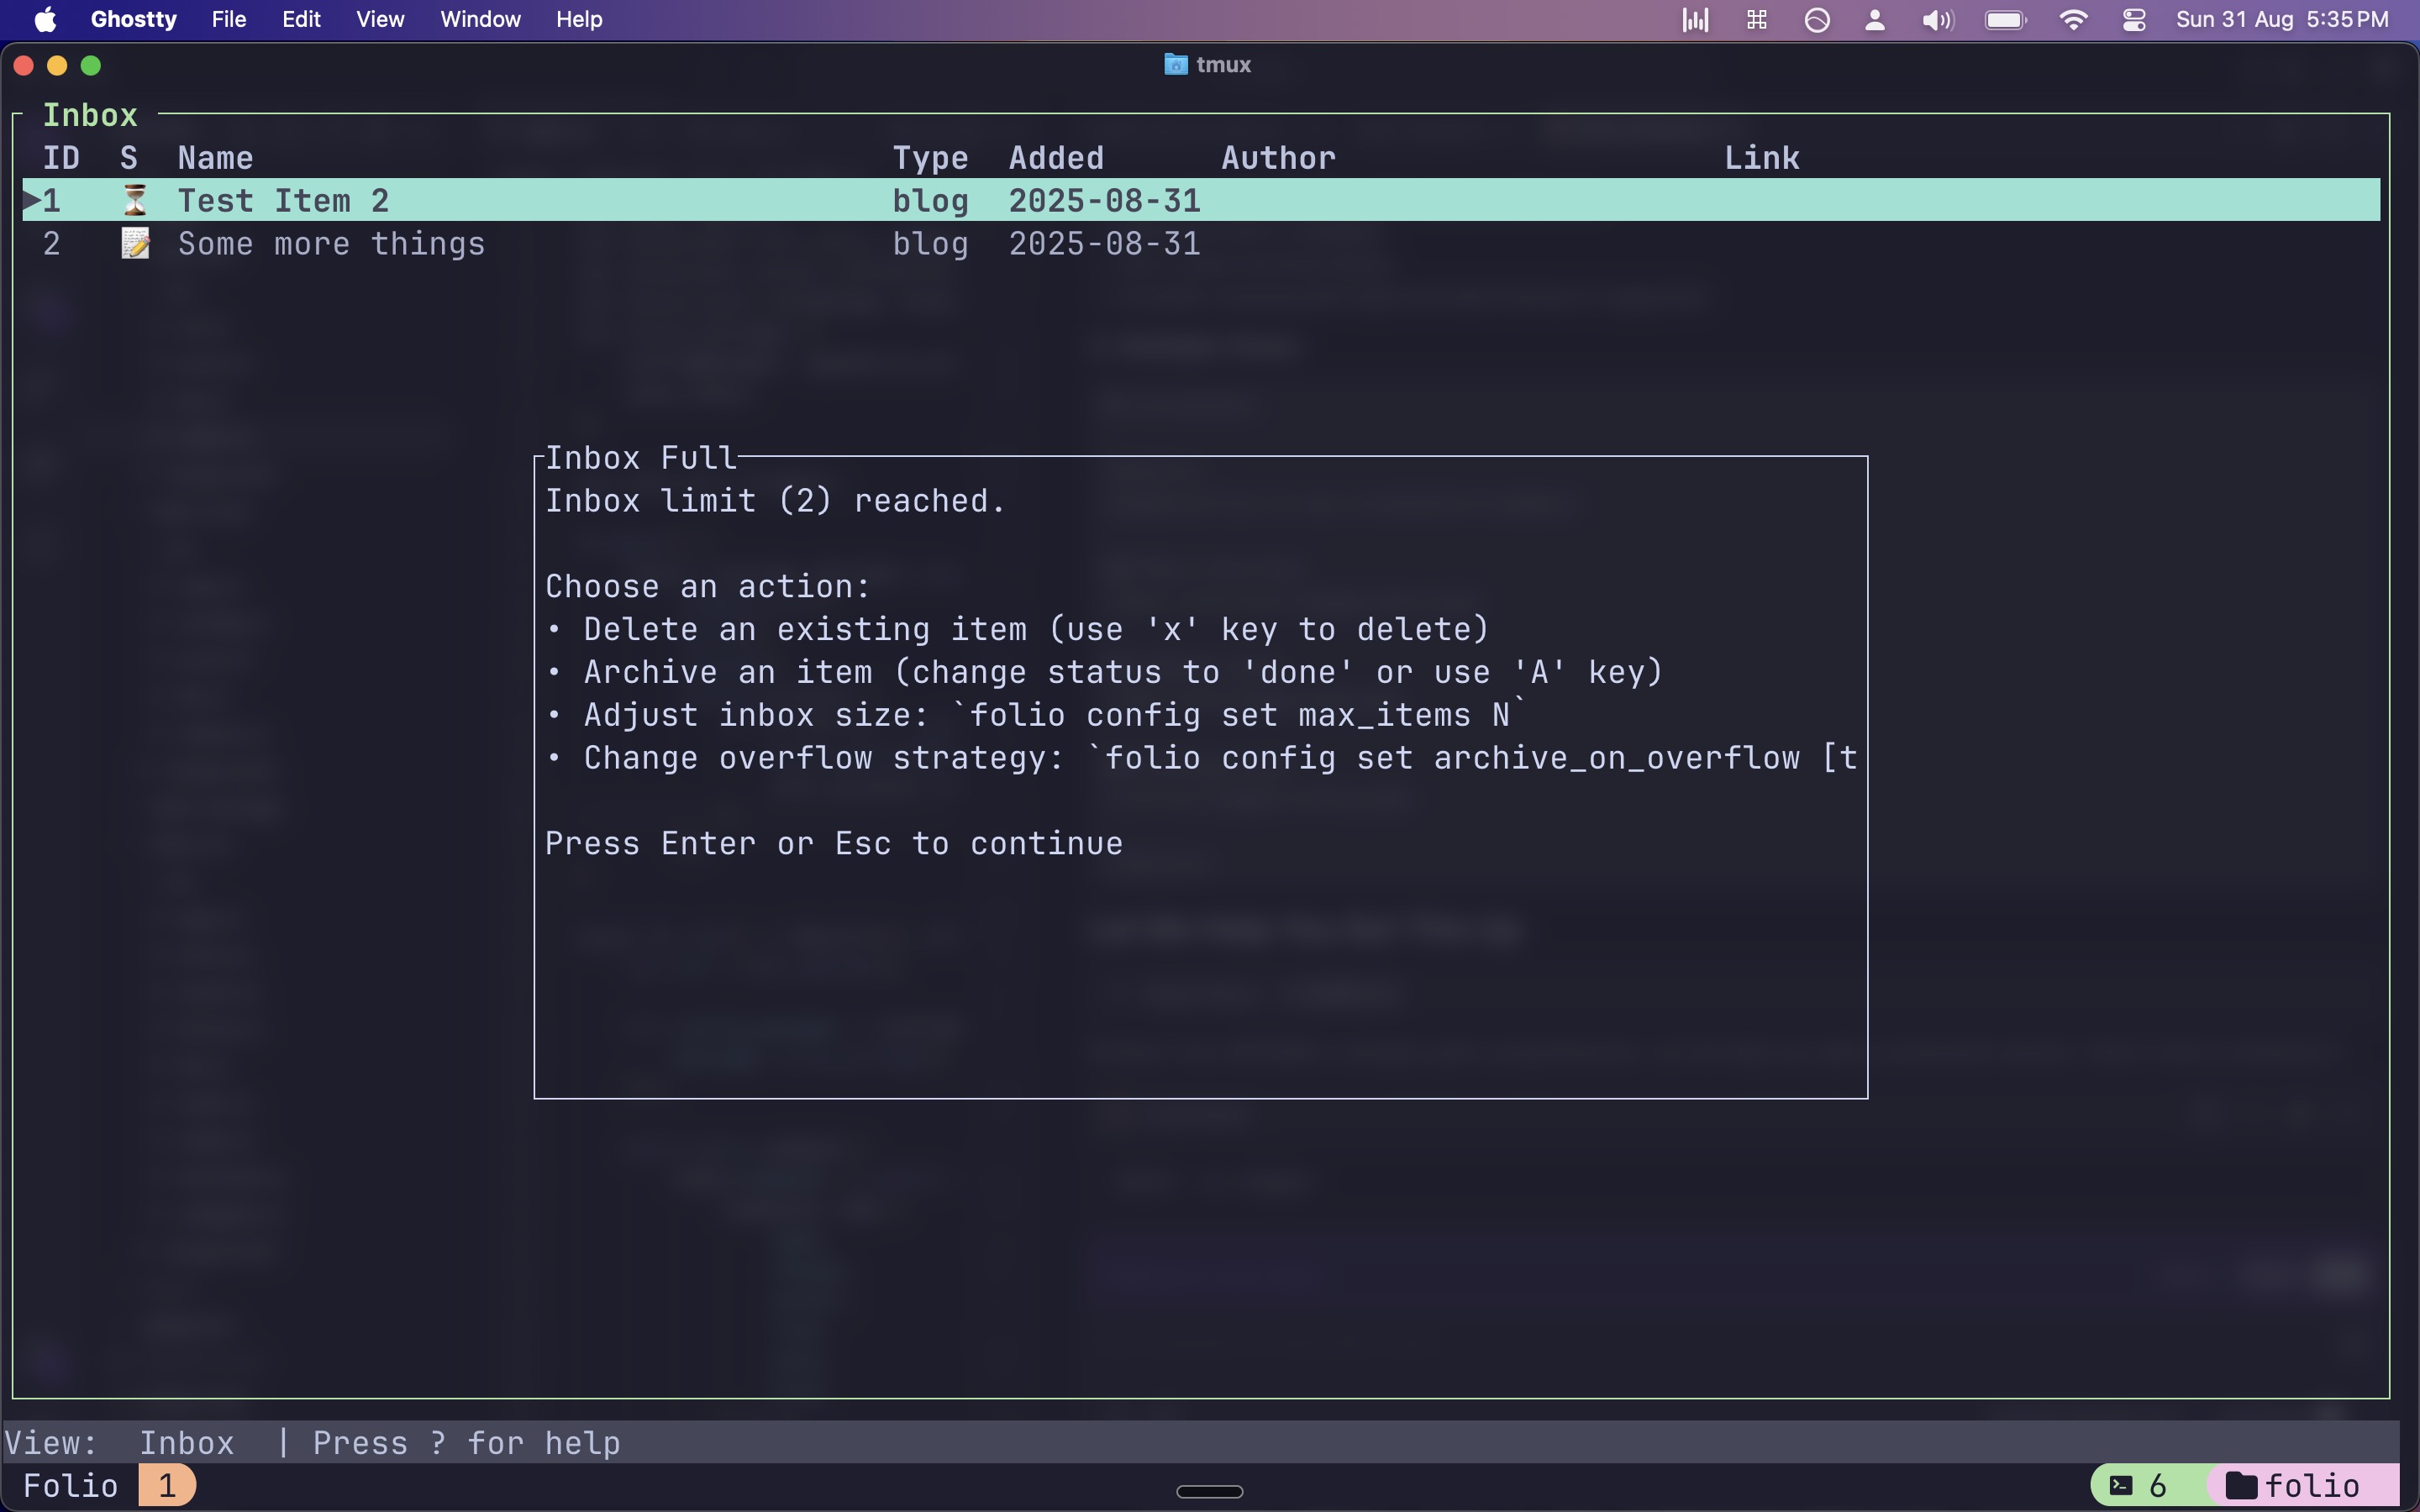 Ghostty File Edit View Window Help Sun 31 Aug 5:35 PM
tmux
Inbox
ID S Name Type Added Author Link
1 Test Item 2 blog 2025-08-31
2 Some more things blog 2025-08-31
Inbox Full
Inbox limit (2) reached.
Choose an action:
• Delete an existing item (use 'x' key to delete)
• Archive an item (change status to 'done' or use 'A' key)
• Adjust inbox size: `folio config set max_items N`
• Change overflow strategy: `folio config set archive_on_overflow [t
Press Enter or Esc to continue
View: Inbox | Press ? for help
Folio 1 6 folio